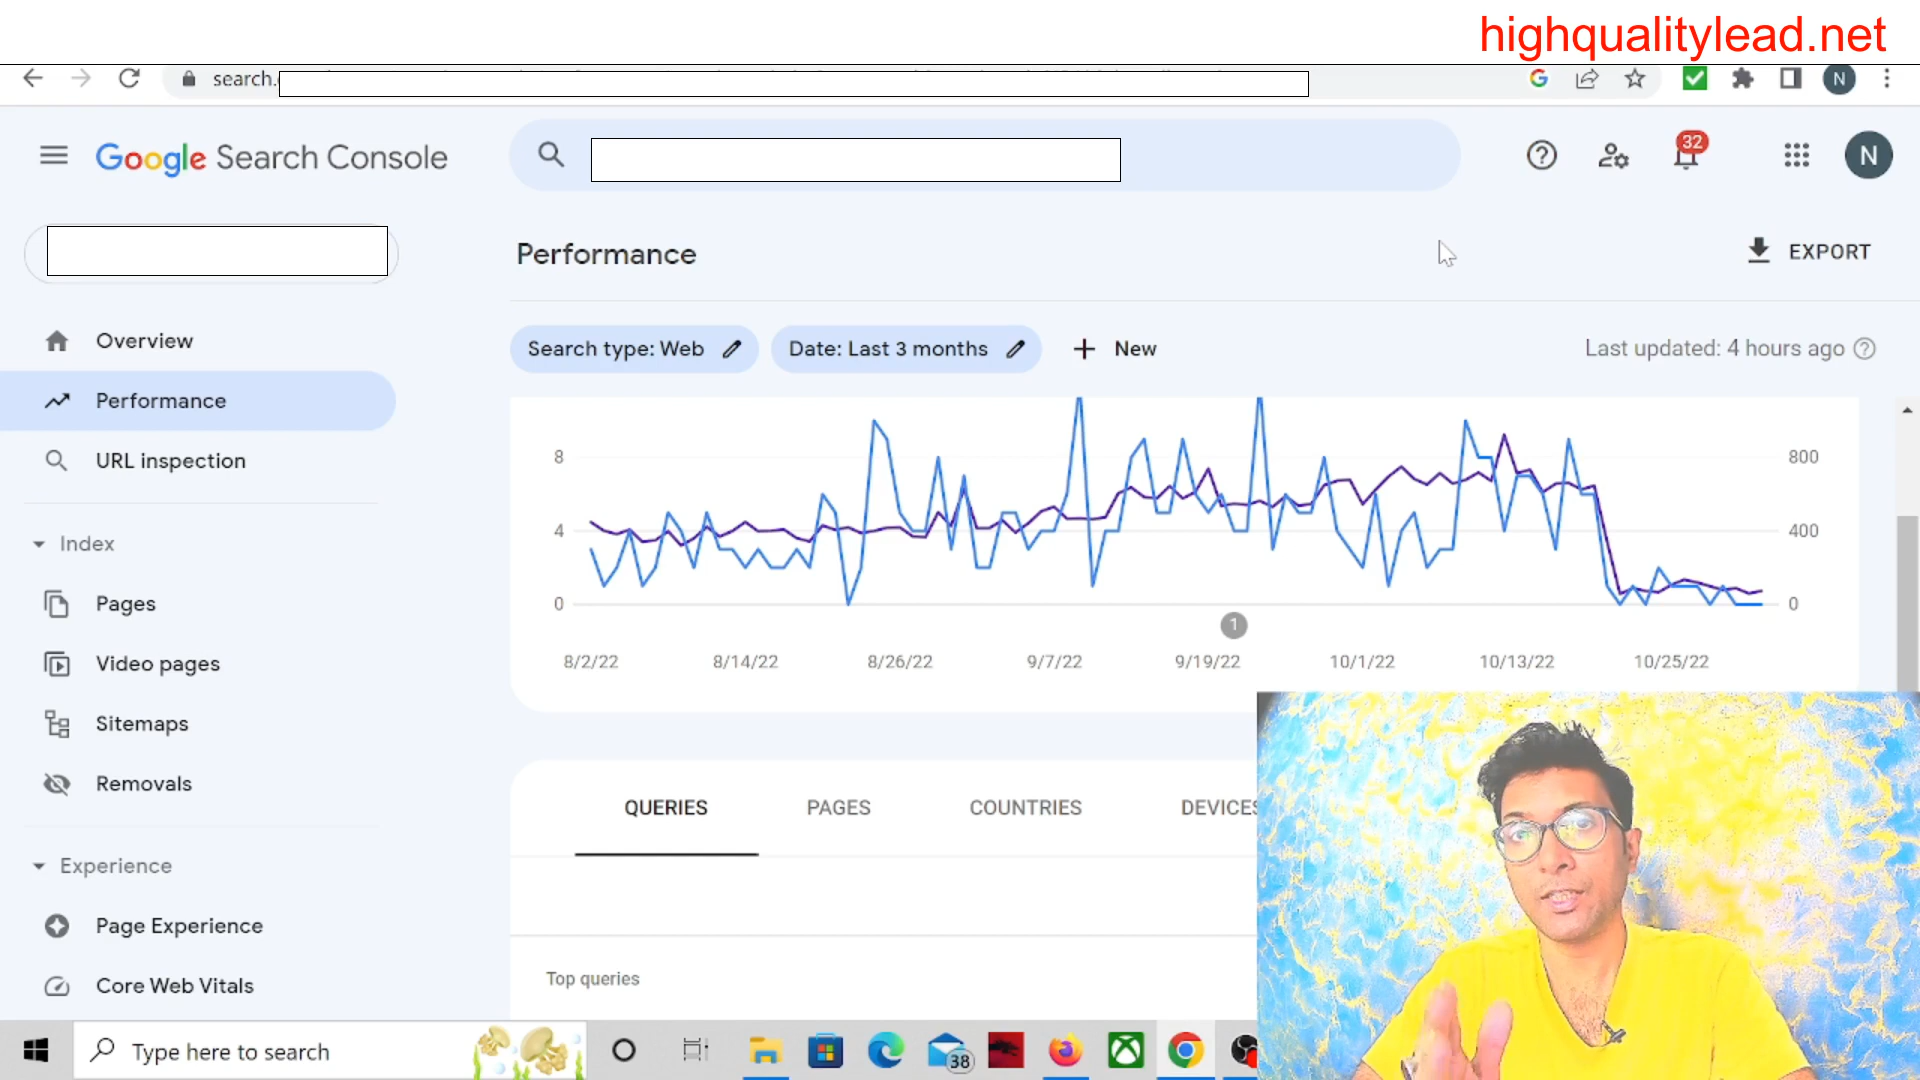 highqualitylead.net
search.
Google Search Console
32
N
N
Performance
EXPORT
Overview
Search type: Web
Date: Last 3 months
New
Last updated: 4 hours ago
Performance
URL inspection
8
800
4
400
0
0
1
8/2/22
8/14/22
8/26/22
9/7/22
9/19/22
10/1/22
10/13/22
10/25/22
Index
Pages
Video pages
Sitemaps
Removals
QUERIES
PAGES
COUNTRIES
DEVICES
Experience
Page Experience
Top queries
Core Web Vitals
Type here to search
38